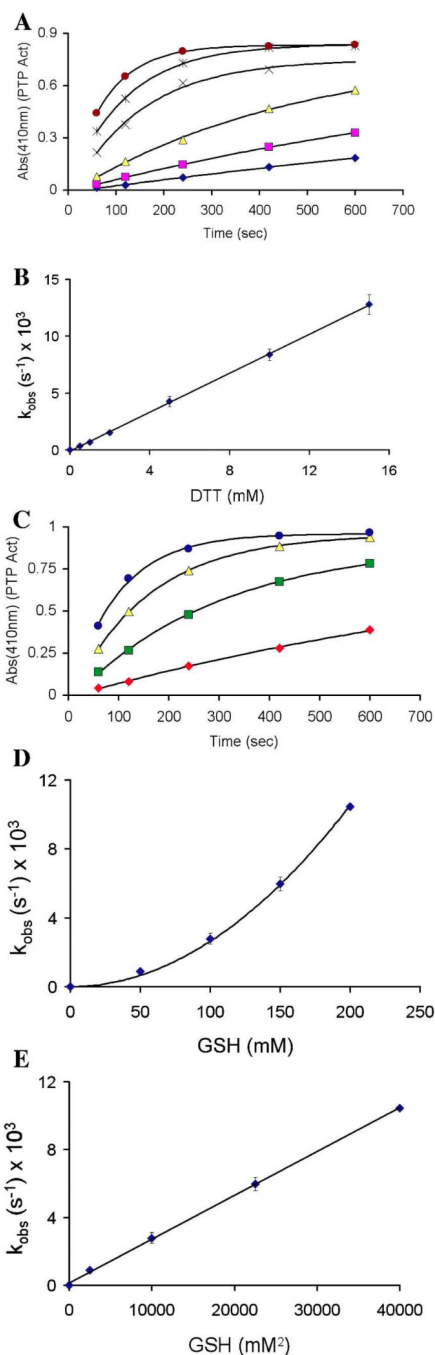 A
0.9
0.6
0.3
0
Abs(410nm) (PTP Act)
0 100 200 300 400 500 600 700
Time (sec)
B
15
10
5
0
k_obs (s⁻¹) x 10³
0 4 8 12 16
DTT (mM)
C
1
0.75
0.5
0.25
0
Abs(410nm) (PTP Act)
0 100 200 300 400 500 600 700
Time (sec)
D
12
8
4
0
k_obs (s⁻¹) x 10³
0 50 100 150 200 250
GSH (mM)
E
12
8
4
0
k_obs (s⁻¹) x 10³
0 10000 20000 30000 40000
GSH (mM²)